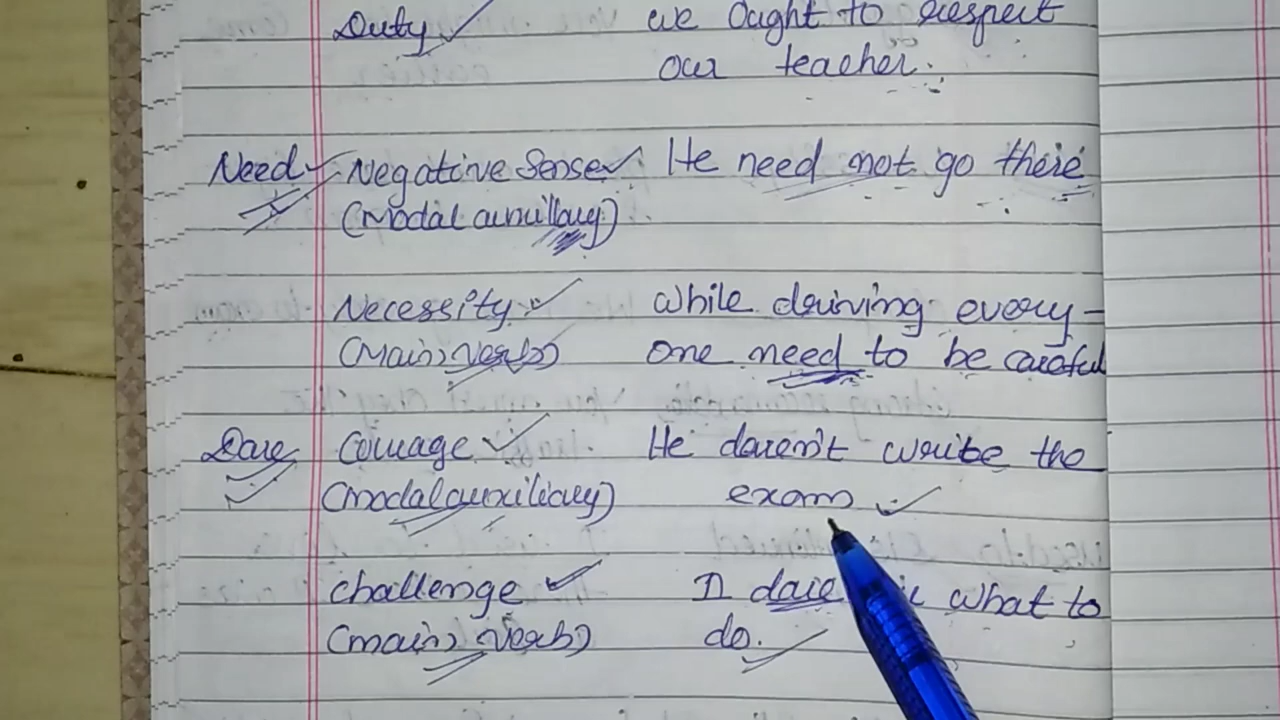 Duty we ought to respect
our teacher.
Need Negative Sense He need not go there
(Modal auxillary)
Necessity While driving every-
(Main verb) one need to be careful
Dare Courage He daren't write the
(modal auxiliary) exam
challenge I dare what to
(main verb) do.